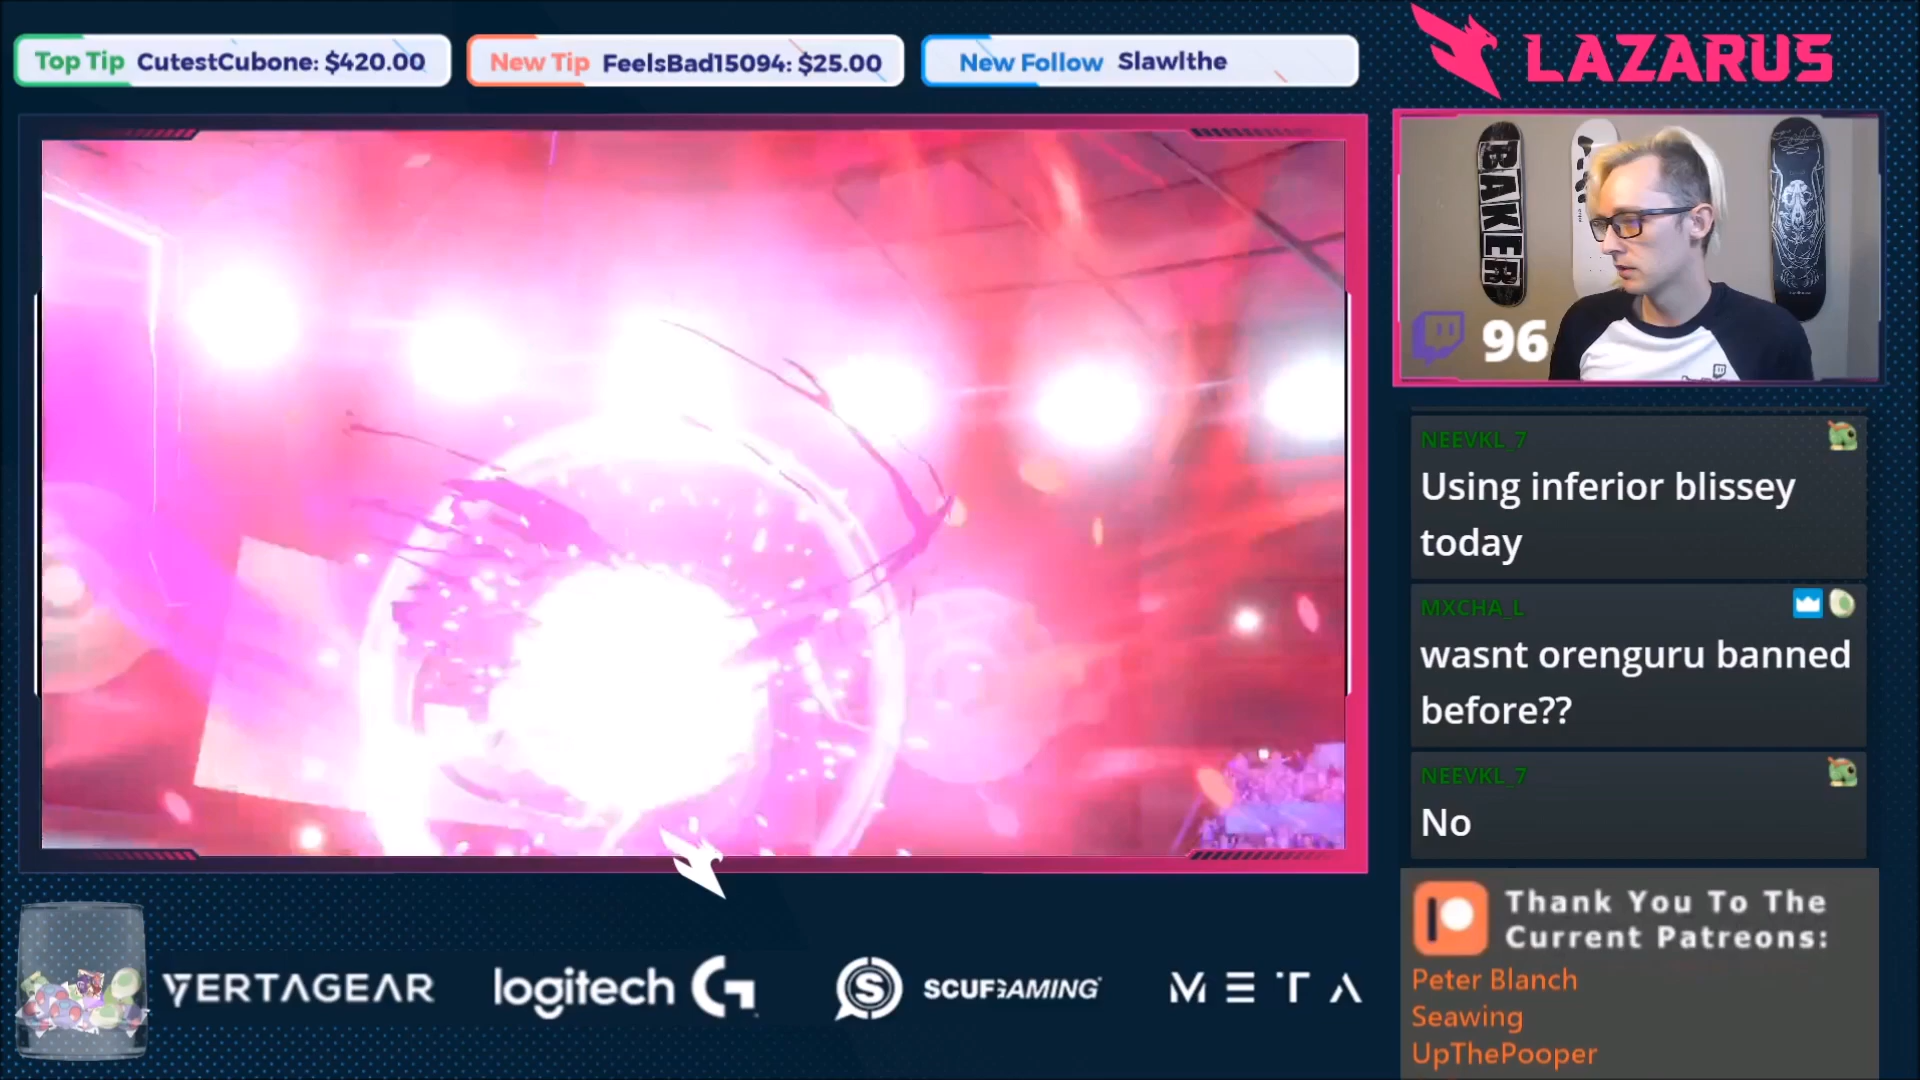 Top Tip CutestCubone: $420.00
New Tip FeelsBad15094: $25.00
New Follow Slawlthe
LAZARUS
BAKER
96
NEEVKL_7
Using inferior blissey
today
MXCHA_L
wasnt orenguru banned
before??
NEEVKL_7
No
Thank You To The
Current Patreons:
Peter Blanch
Seawing
UpThePooper
VERTAGEAR
logitech G
S SCUFGAMING
META